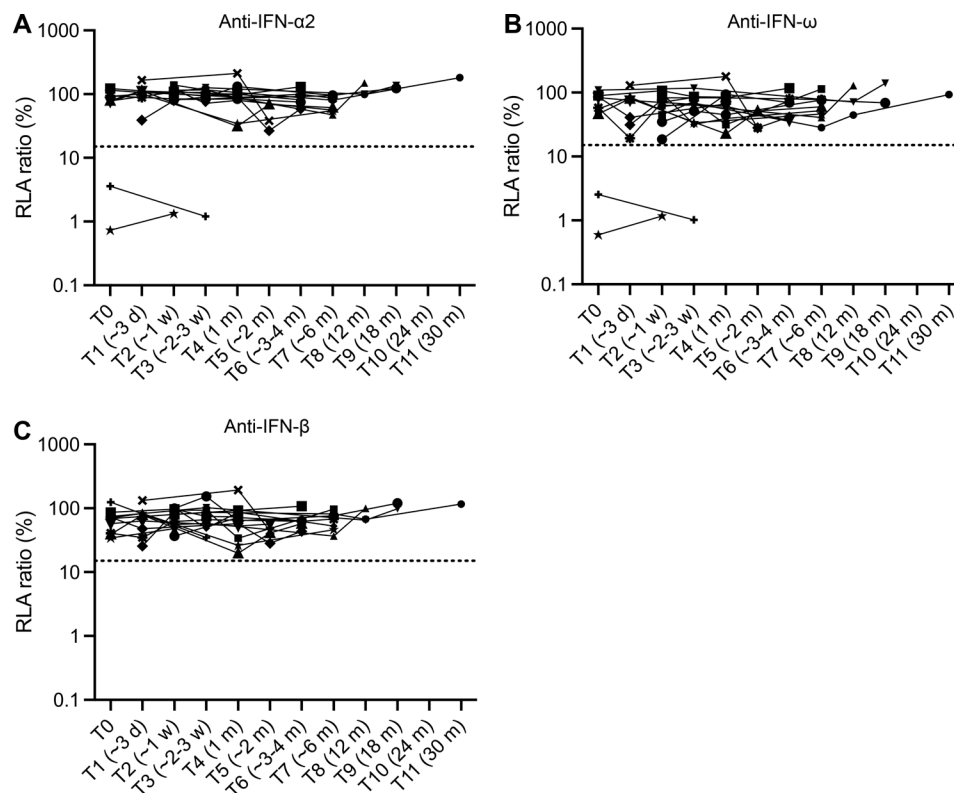 A
Anti-IFN-α2
RLA ratio (%)
1000
100
10
1
0.1
T0
T1 (~3 d)
T2 (~1 w)
T3 (~2-3 w)
T4 (1 m)
T5 (~2 m)
T6 (~3-4 m)
T7 (~6 m)
T8 (12 m)
T9 (18 m)
T10 (24 m)
T11 (30 m)
B
Anti-IFN-ω
RLA ratio (%)
1000
100
10
1
0.1
T0
T1 (~3 d)
T2 (~1 w)
T3 (~2-3 w)
T4 (1 m)
T5 (~2 m)
T6 (~3-4 m)
T7 (~6 m)
T8 (12 m)
T9 (18 m)
T10 (24 m)
T11 (30 m)
C
Anti-IFN-β
RLA ratio (%)
1000
100
10
1
0.1
T0
T1 (~3 d)
T2 (~1 w)
T3 (~2-3 w)
T4 (1 m)
T5 (~2 m)
T6 (~3-4 m)
T7 (~6 m)
T8 (12 m)
T9 (18 m)
T10 (24 m)
T11 (30 m)